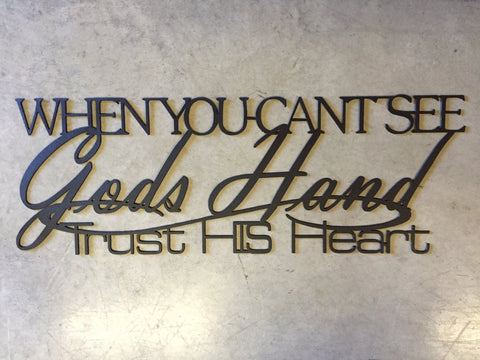 WHEN YOU CANT SEE
Gods Hand
Trust HIS Heart